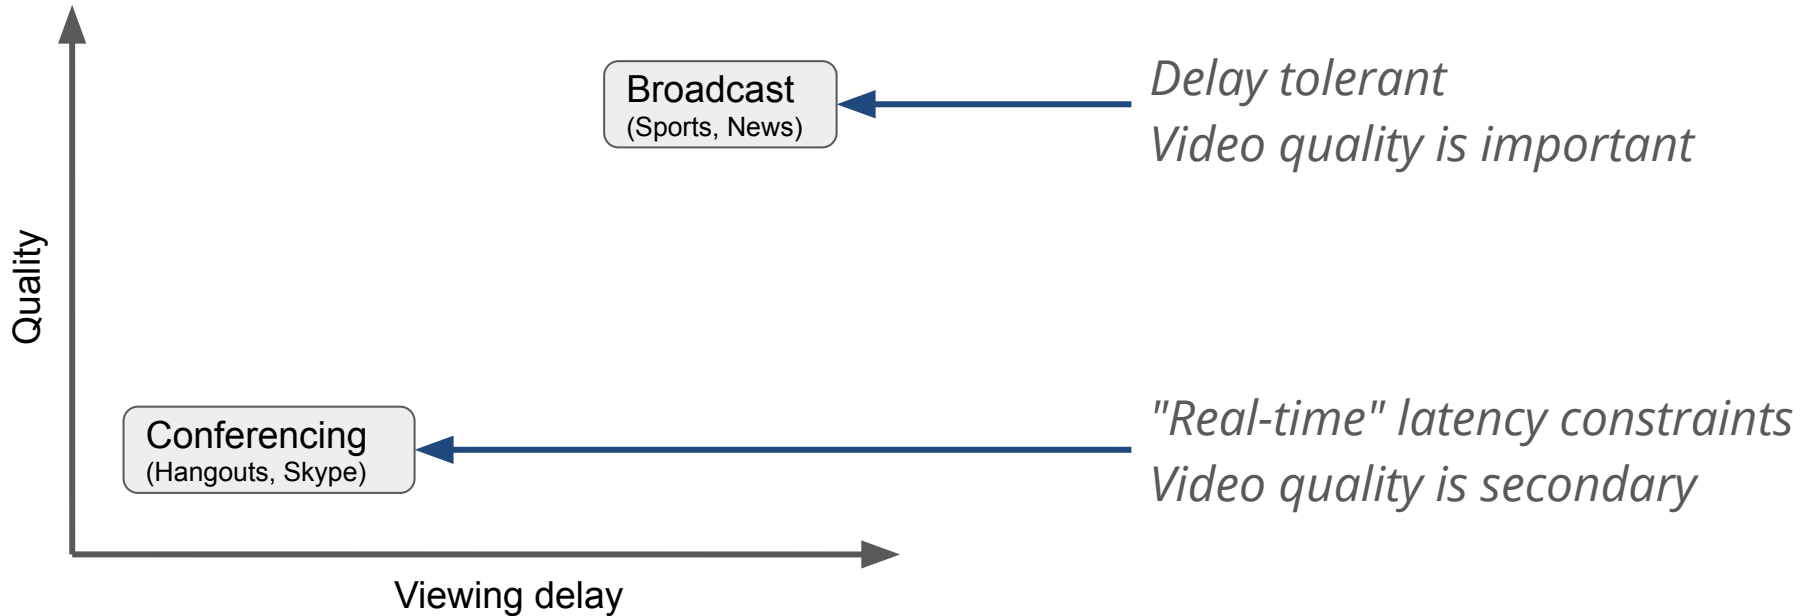 Broadcast
(Sports, News)
Delay tolerant
Video quality is important
Quality
Conferencing
(Hangouts, Skype)
"Real-time" latency constraints
Video quality is secondary
Viewing delay